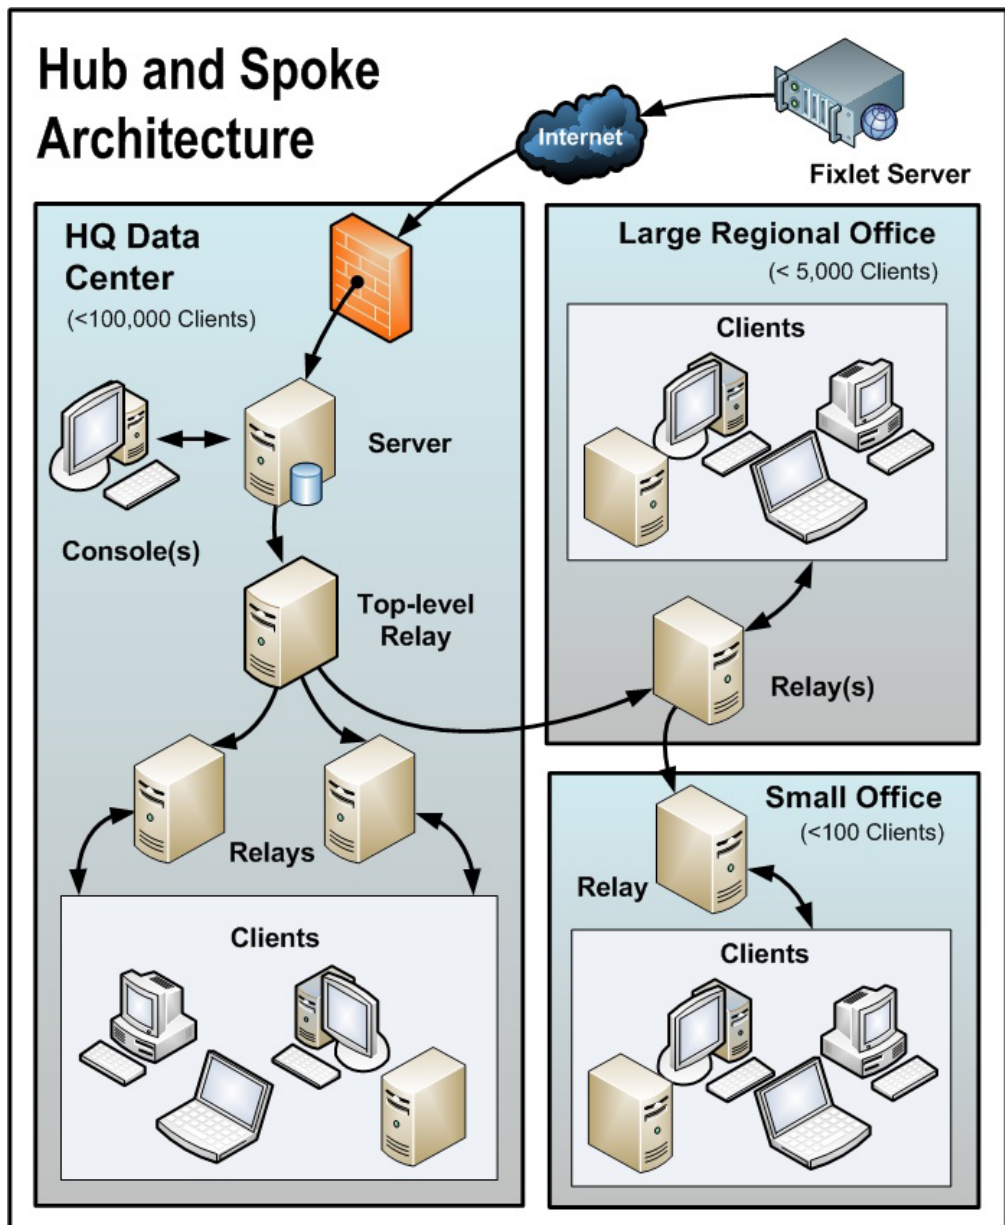 Hub and Spoke
Architecture
Internet
Fixlet Server
HQ Data
Center
(<100,000 Clients)
Server
Console(s)
Top-level
Relay
Relays
Clients
Large Regional Office
(< 5,000 Clients)
Clients
Relay(s)
Small Office
(<100 Clients)
Relay
Clients